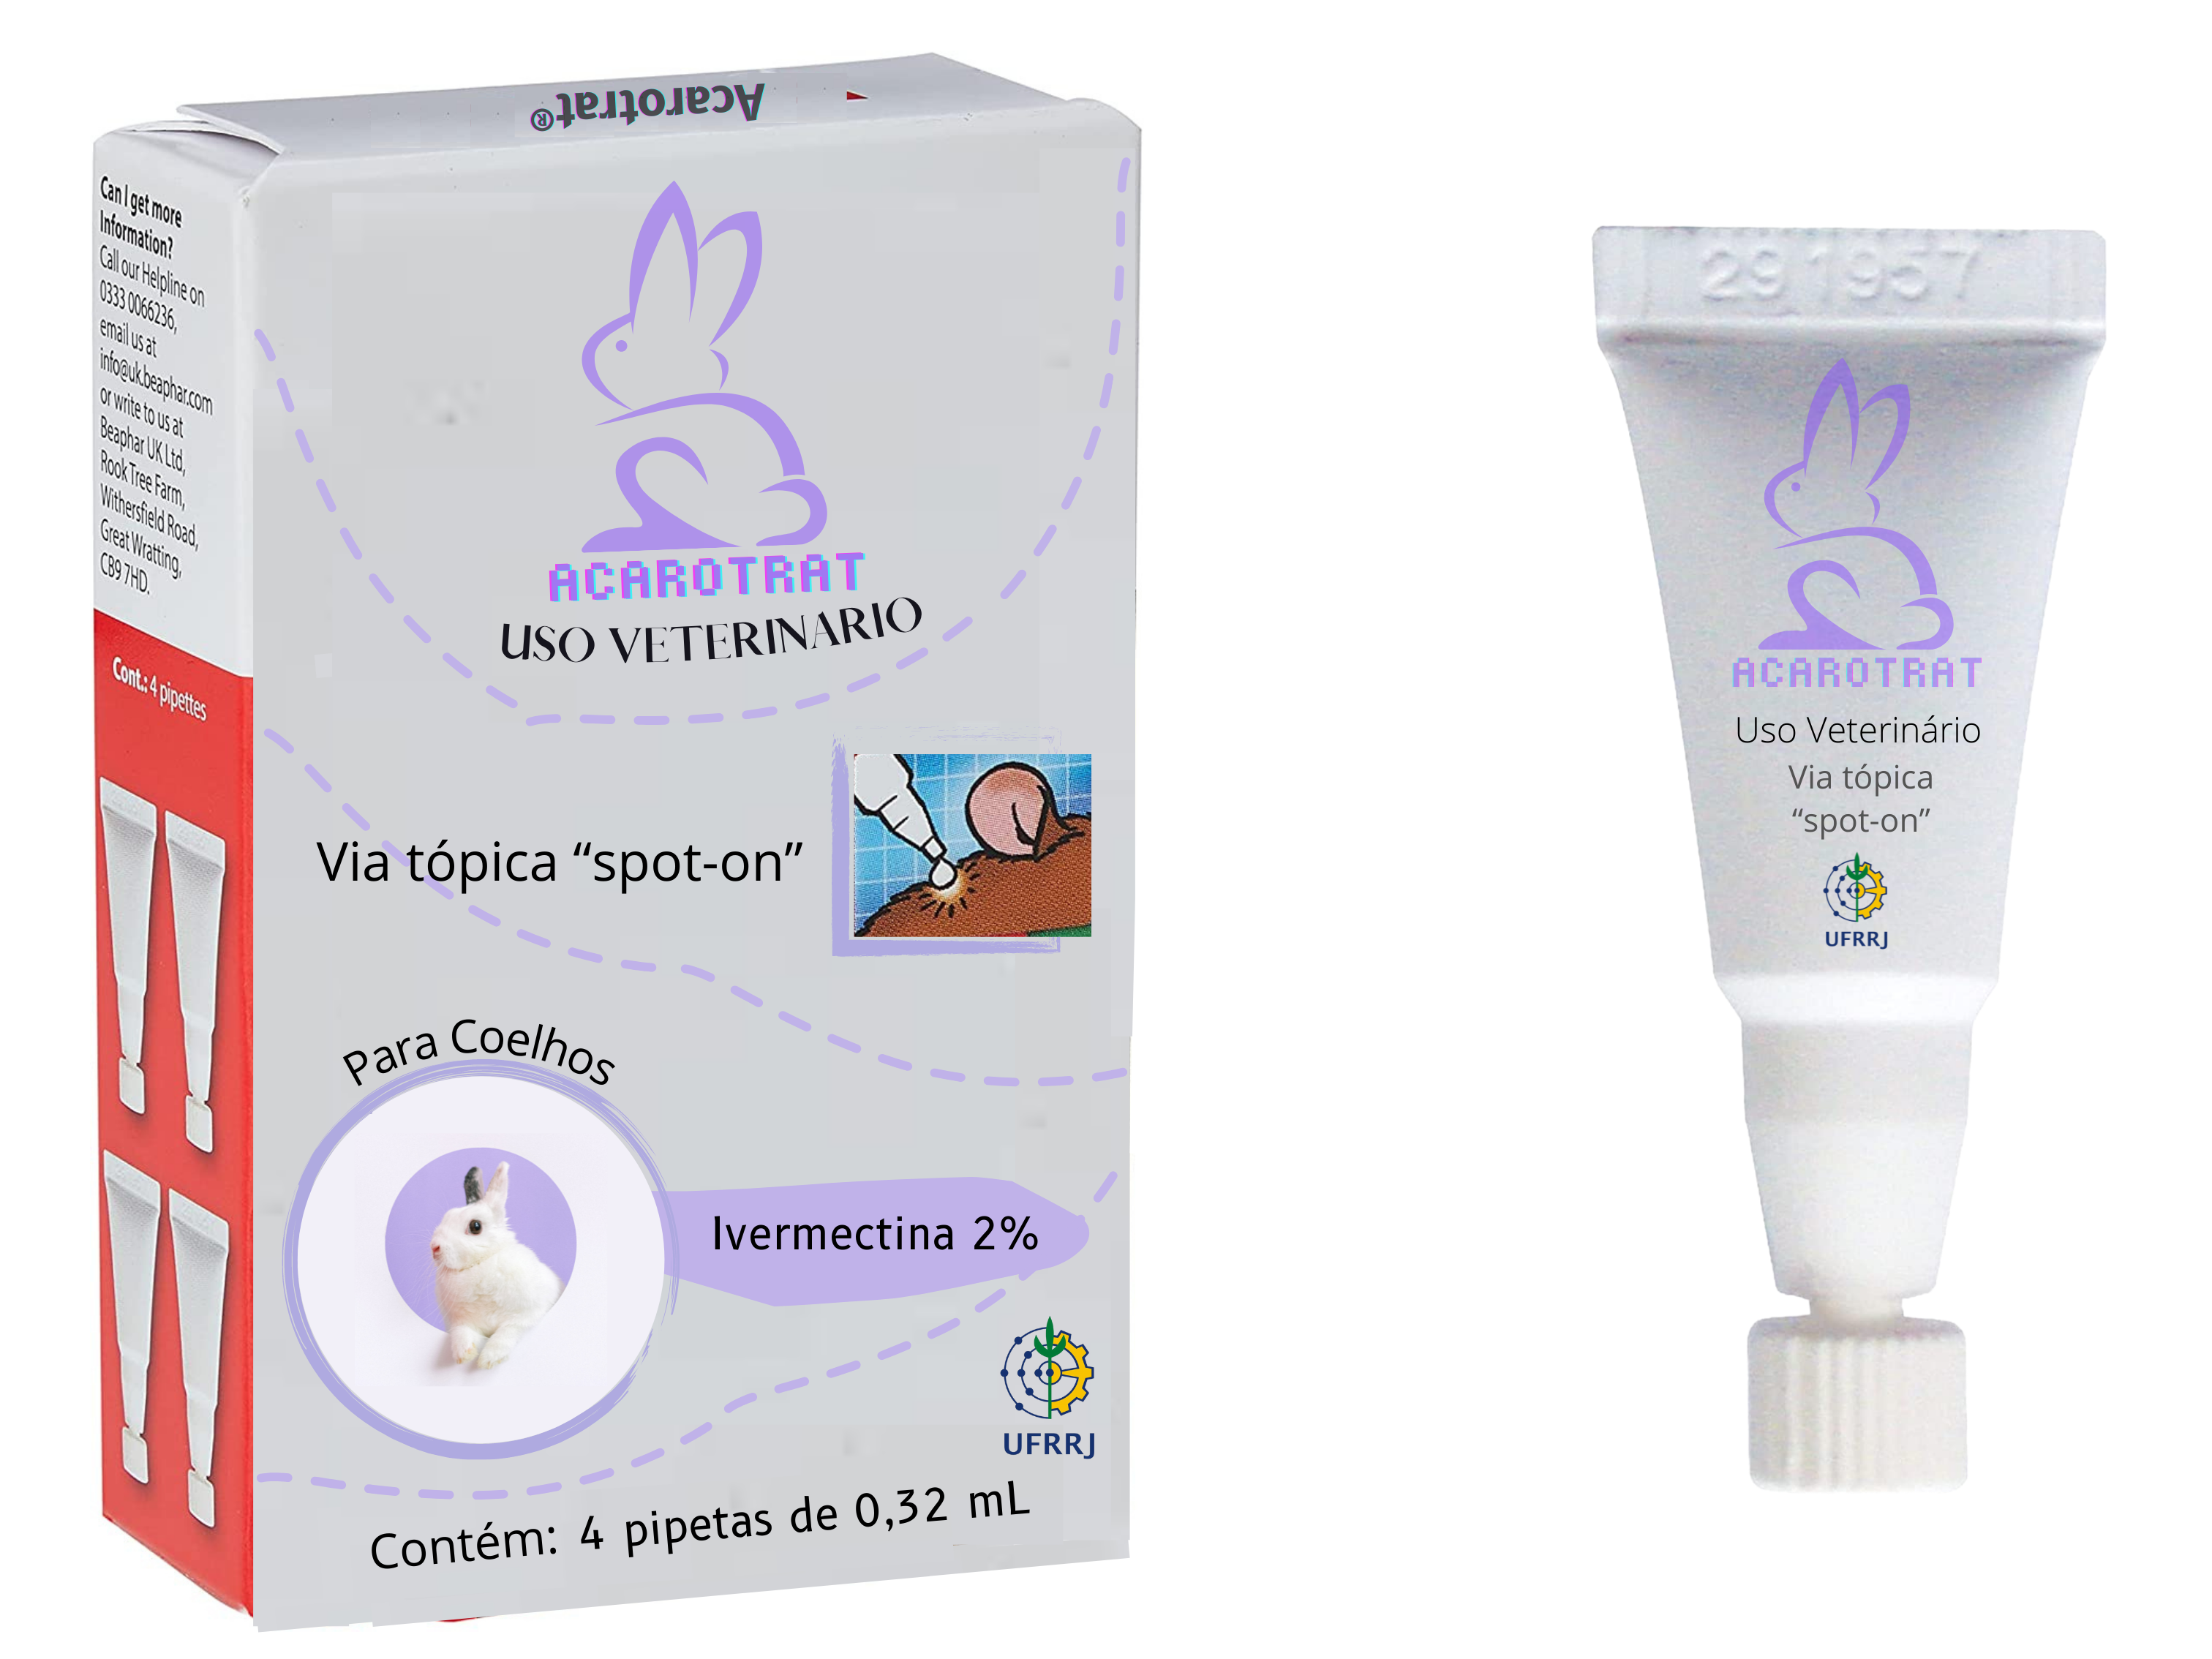 Acarotrat®
Can I get more
Information?
Call our Helpline on
0333 0066236,
email us at
info@uk.beaphar.com
or write to us at
Beaphar UK Ltd,
Rook Tree Farm,
Withersfield Road,
Great Wratting,
CB9 7HD.
Cont.: 4 pipettes
ACAROTRAT
USO VETERINARIO
Via tópica “spot-on”
Para Coelhos
Ivermectina 2%
UFRRJ
Contém: 4 pipetas de 0,32 mL
291957
ACAROTRAT
Uso Veterinário
Via tópica
“spot-on”
UFRRJ